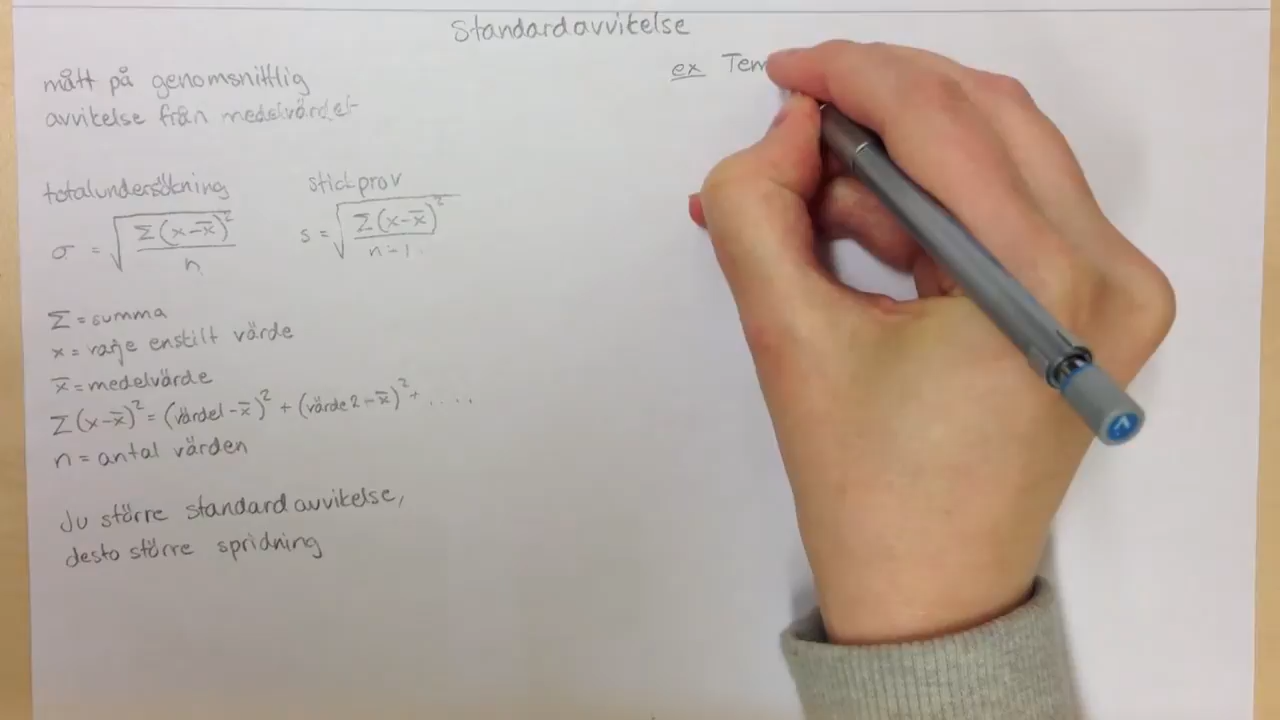 Standardavvikelse
mått på genomsnittlig
avvikelse från medelvärdet
totalundersökning
σ = √(Σ(x-x̄)²/n)
stickprov
s = √(Σ(x-x̄)²/(n-1))
Σ = summa
x = varje enskilt värde
x̄ = medelvärde
Σ(x-x̄)² = (värde1-x̄)² + (värde2-x̄)² + ....
n = antal värden
Ju större standardavvikelse,
desto större spridning
ex Tem